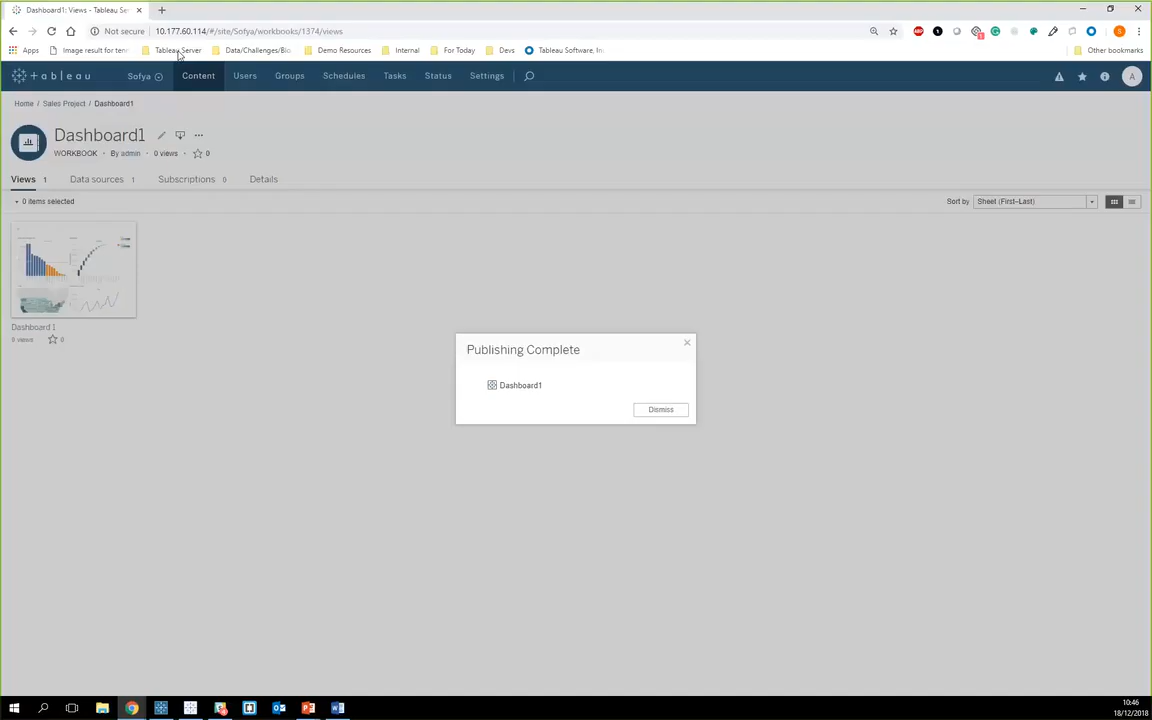 Dashboard1: Views - Tableau Ser
Not secure 10.177.60.114/#/site/Sofya/workbooks/1374/views
Apps Image result for ten Tableau Server Data/Challenges/Blo Demo Resources Internal For Today Devs Tableau Software, Inc Other bookmarks
+ableau Sofya Content Users Groups Schedules Tasks Status Settings A
Home / Sales Project / Dashboard1
Dashboard1
WORKBOOK · By admin · 0 views · 0
Views 1 Data sources 1 Subscriptions 0 Details
0 items selected Sort by Sheet (First–Last)
Dashboard 1
0 views 0
Publishing Complete
Dashboard1
Dismiss
10:46
18/12/2018